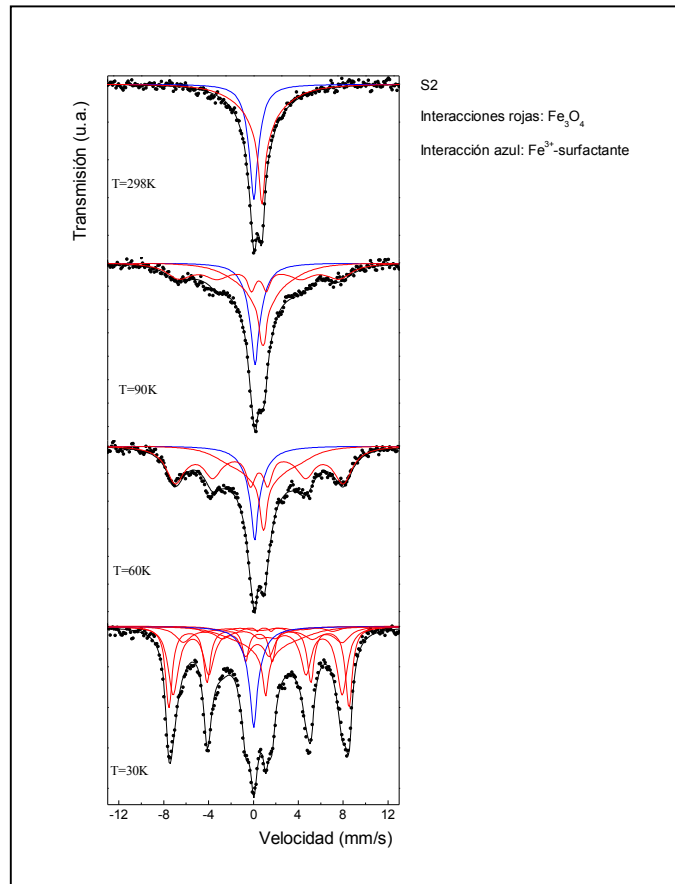 S2
Interacciones rojas: Fe₃O₄
Interacción azul: Fe³⁺-surfactante
Transmisión (u.a.)
T=298K
T=90K
T=60K
T=30K
-12 -8 -4 0 4 8 12
Velocidad (mm/s)